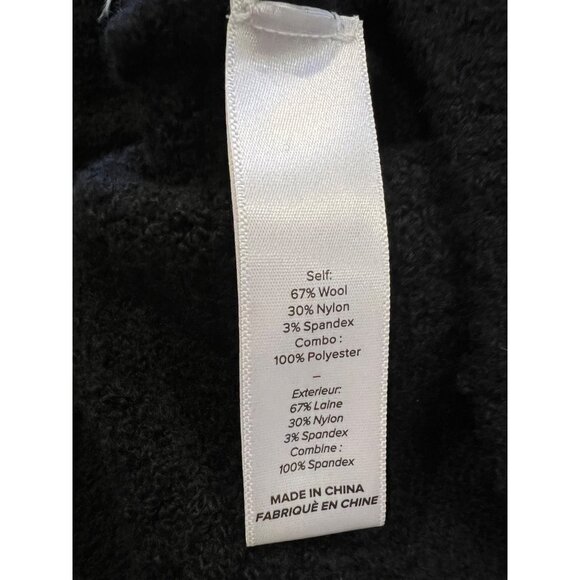 Self:
67% Wool
30% Nylon
3% Spandex
Combo :
100% Polyester
–
Exterieur:
67% Laine
30% Nylon
3% Spandex
Combine :
100% Spandex
MADE IN CHINA
FABRIQUÈ EN CHINE